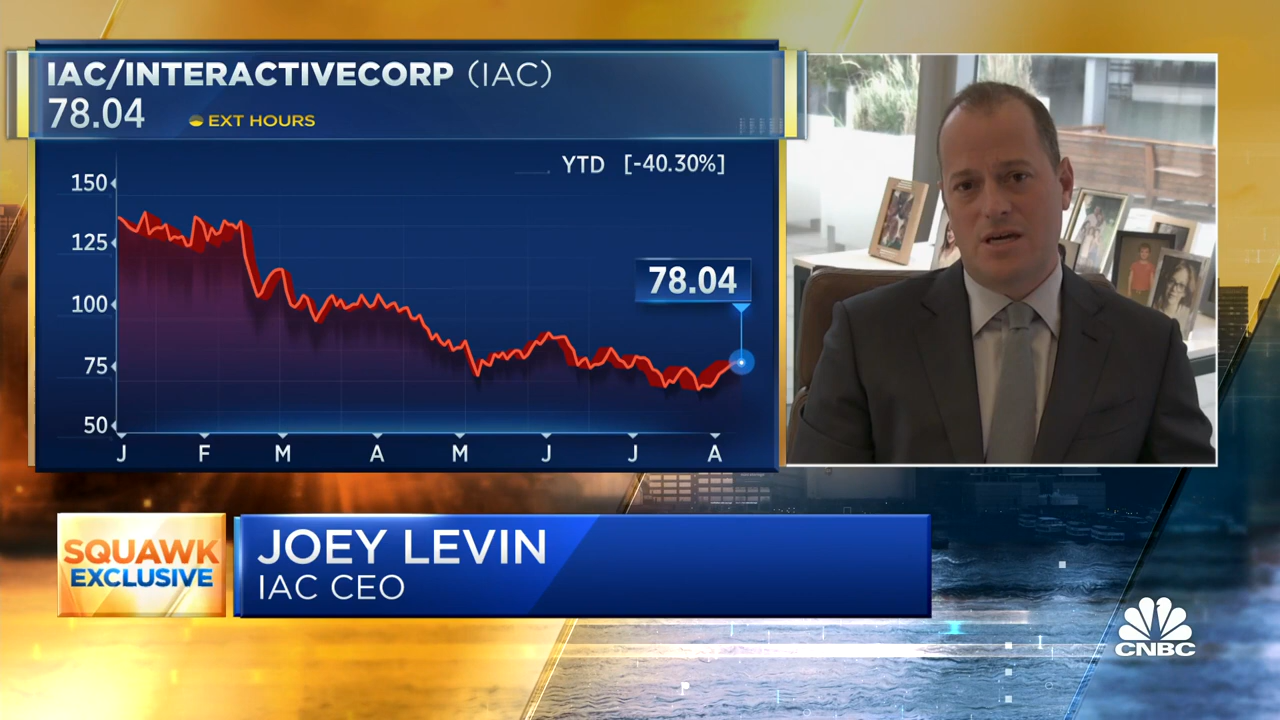 IAC/INTERACTIVECORP (IAC)
78.04 EXT HOURS
YTD [-40.30%]
150
125
100
75
50
78.04
J F M A M J J A
SQUAWK
EXCLUSIVE
JOEY LEVIN
IAC CEO
CNBC